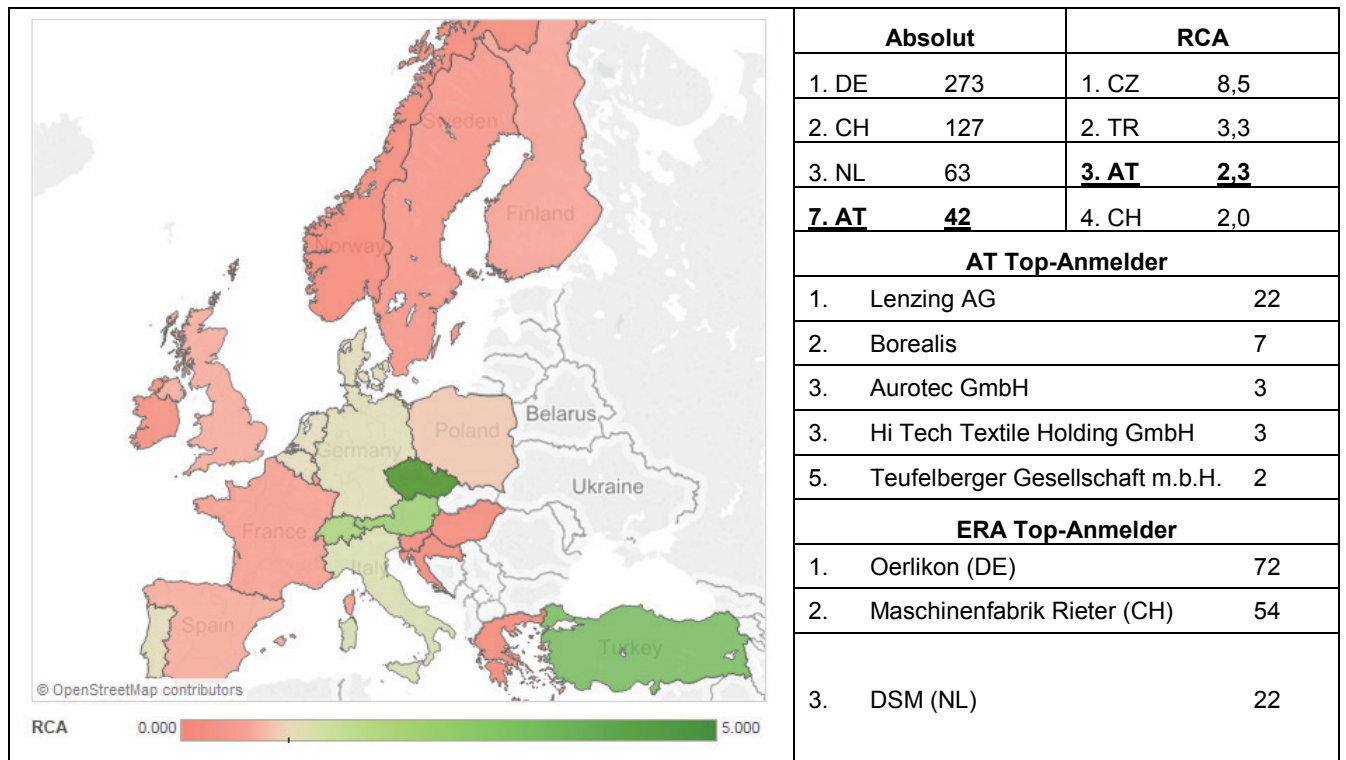 Sweden
Finland
Norway
Belarus
Poland
Germany
Ukraine
France
Italy
Spain
Turkey
© OpenStreetMap contributors
RCA 0.000 5.000
Absolut RCA
1. DE 273 1. CZ 8,5
2. CH 127 2. TR 3,3
3. NL 63 3. AT 2,3
7. AT 42 4. CH 2,0
AT Top-Anmelder
1. Lenzing AG 22
2. Borealis 7
3. Aurotec GmbH 3
3. Hi Tech Textile Holding GmbH 3
5. Teufelberger Gesellschaft m.b.H. 2
ERA Top-Anmelder
1. Oerlikon (DE) 72
2. Maschinenfabrik Rieter (CH) 54
3. DSM (NL) 22